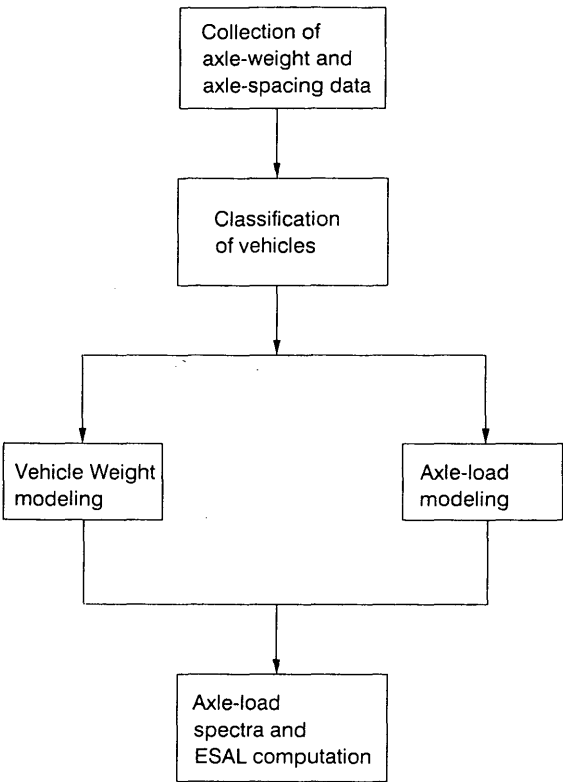 Collection of
axle-weight and
axle-spacing data
Classification
of vehicles
Vehicle Weight
modeling
Axle-load
modeling
Axle-load
spectra and
ESAL computation